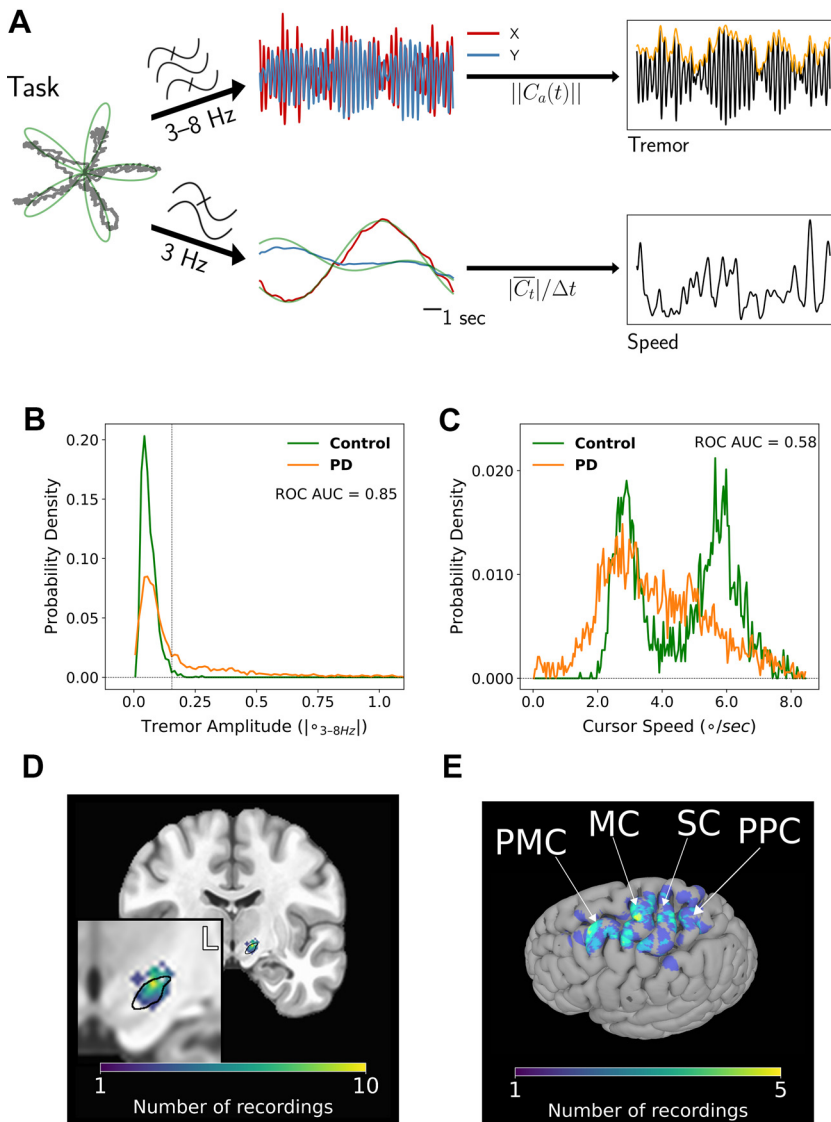 A
Task
3–8 Hz
X
Y
||C_a(t)||
Tremor
3 Hz
1 sec
|\overline{C_t}|/Δt
Speed
B
0.20
0.15
0.10
0.05
0.00
Probability Density
Control
PD
ROC AUC = 0.85
0.0
0.25
0.5
0.75
1.0
Tremor Amplitude (|∘₃₋₈Hz|)
C
0.020
0.010
0.000
Probability Density
Control
PD
ROC AUC = 0.58
0.0
2.0
4.0
6.0
8.0
Cursor Speed (∘/sec)
D
L
1
10
Number of recordings
E
PMC
MC
SC
PPC
1
5
Number of recordings